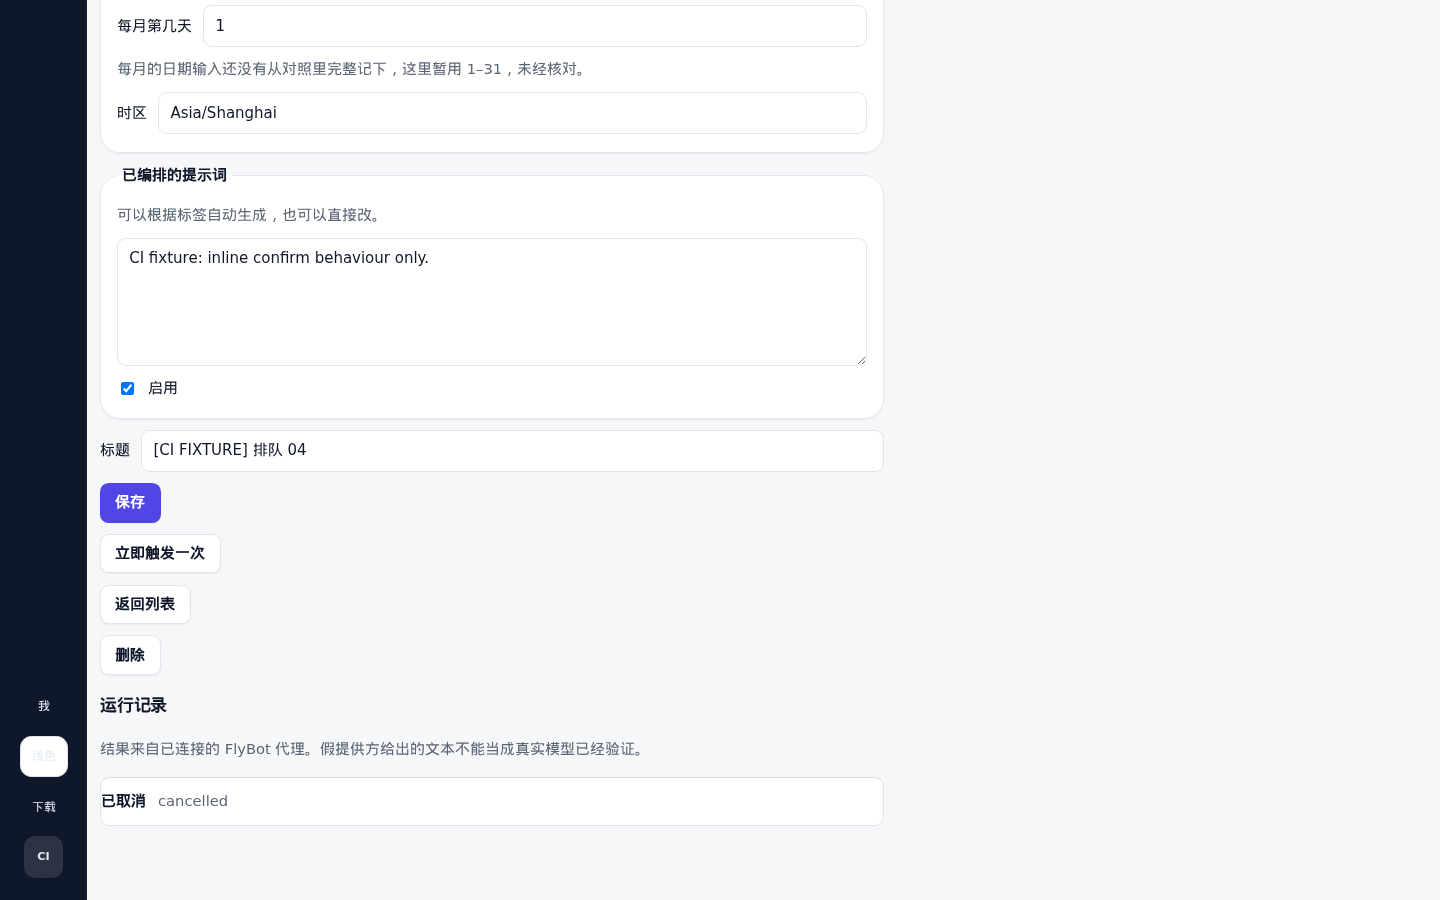 每月第几天 1
每月的日期输入还没有从对照里完整记下，这里暂用 1–31，未经核对。
时区 Asia/Shanghai
已编排的提示词
可以根据标签自动生成，也可以直接改。
CI fixture: inline confirm behaviour only.
启用
标题 [CI FIXTURE] 排队 04
保存
立即触发一次
返回列表
删除
运行记录
结果来自已连接的 FlyBot 代理。假提供方给出的文本不能当成真实模型已经验证。
已取消 cancelled
我
浅色
下载
CI